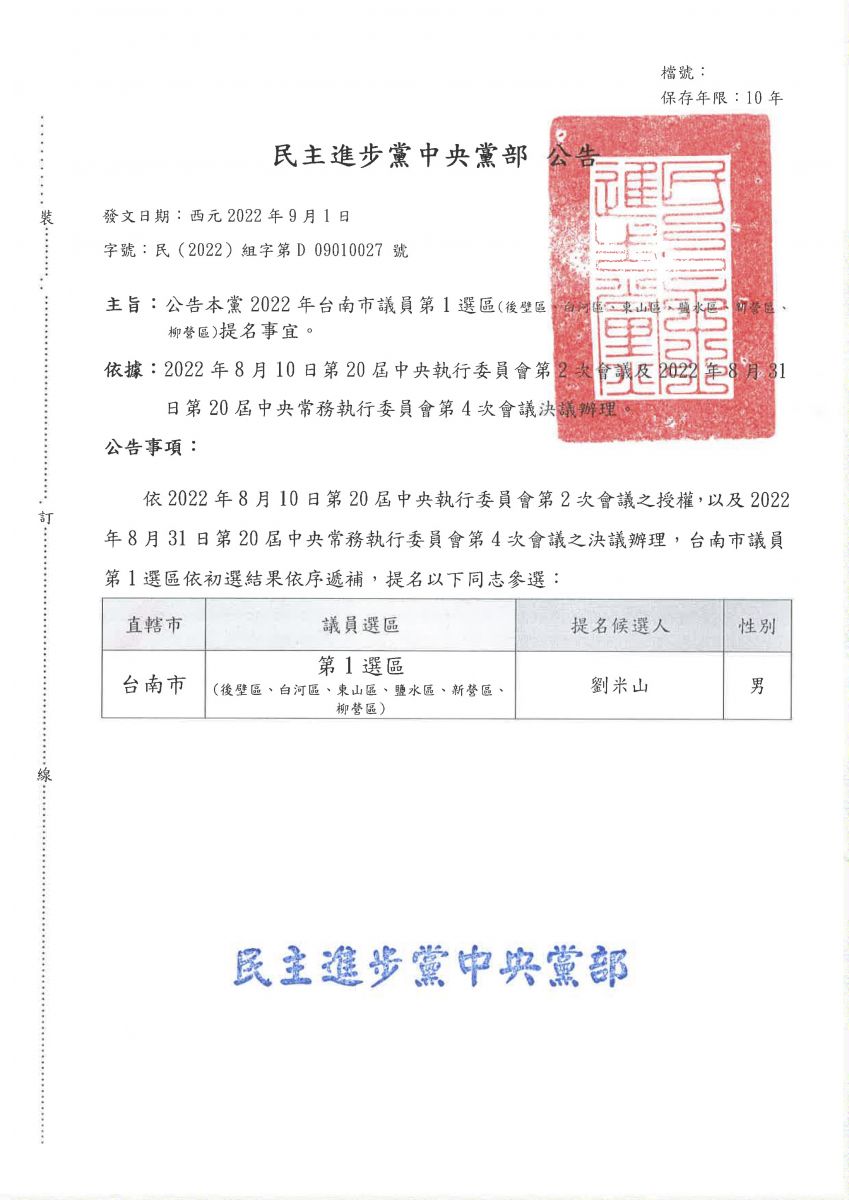 檔號：
保存年限：10 年
民主進步黨中央黨部 公告
發文日期：西元 2022 年 9 月 1 日
字號：民（2022）組字第 D 09010027 號
主旨：公告本黨 2022 年台南市議員第 1 選區(後壁區、白河區、東山區、鹽水區、新營區、
柳營區)提名事宜。
依據：2022 年 8 月 10 日第 20 屆中央執行委員會第 2 次會議及 2022 年 8 月 31
日第 20 屆中央常務執行委員會第 4 次會議決議辦理。
公告事項：
依 2022 年 8 月 10 日第 20 屆中央執行委員會第 2 次會議之授權，以及 2022
年 8 月 31 日第 20 屆中央常務執行委員會第 4 次會議之決議辦理，台南市議員
第 1 選區依初選結果依序遞補，提名以下同志參選：
直轄市 議員選區 提名候選人 性別
台南市 第 1 選區 劉米山 男
(後壁區、白河區、東山區、鹽水區、新營區、
柳營區)
裝
訂
線
民主進步黨中央黨部